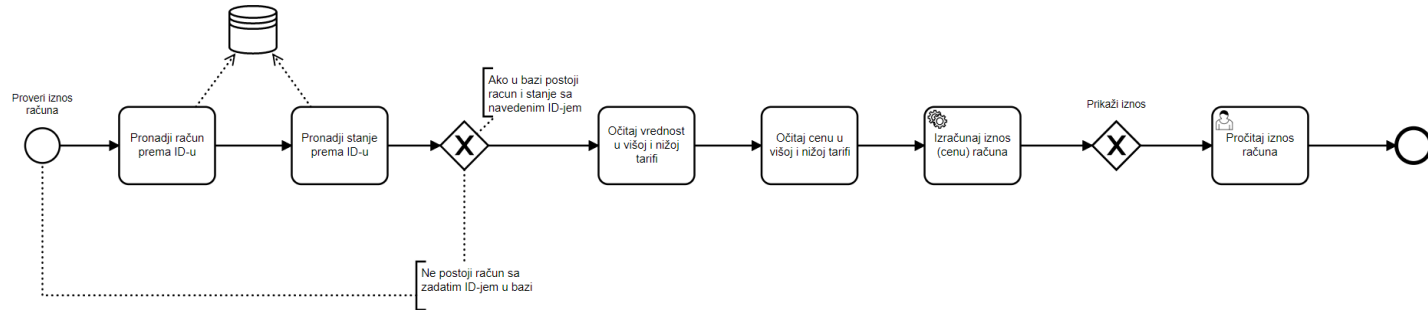 Proveri iznos
računa
Pronadji račun
prema ID-u
Pronadji stanje
prema ID-u
Ako u bazi postoji
racun i stanje sa
navedenim ID-jem
X
Očitaj vrednost
u višoj i nižoj
tarifi
Očitaj cenu u
višoj i nižoj tarifi
Izračunaj iznos
(cenu) računa
Prikaži iznos
X
Pročitaj iznos
računa
Ne postoji račun sa
zadatim ID-jem u bazi